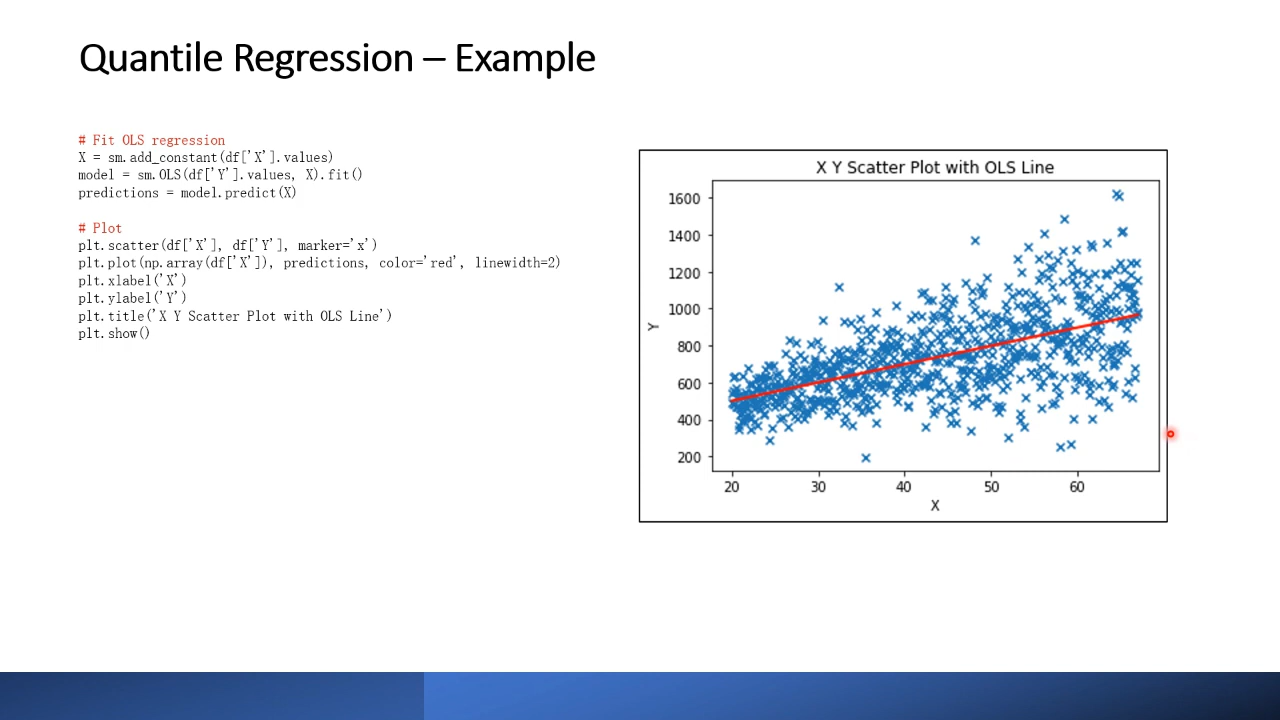 Quantile Regression – Example
# Fit OLS regression
X = sm.add_constant(df['X'].values)
model = sm.OLS(df['Y'].values, X).fit()
predictions = model.predict(X)
# Plot
plt.scatter(df['X'], df['Y'], marker='x')
plt.plot(np.array(df['X']), predictions, color='red', linewidth=2)
plt.xlabel('X')
plt.ylabel('Y')
plt.title('X Y Scatter Plot with OLS Line')
plt.show()
X Y Scatter Plot with OLS Line
1600
1400
1200
1000
800
600
400
200
Y
20 30 40 50 60
X